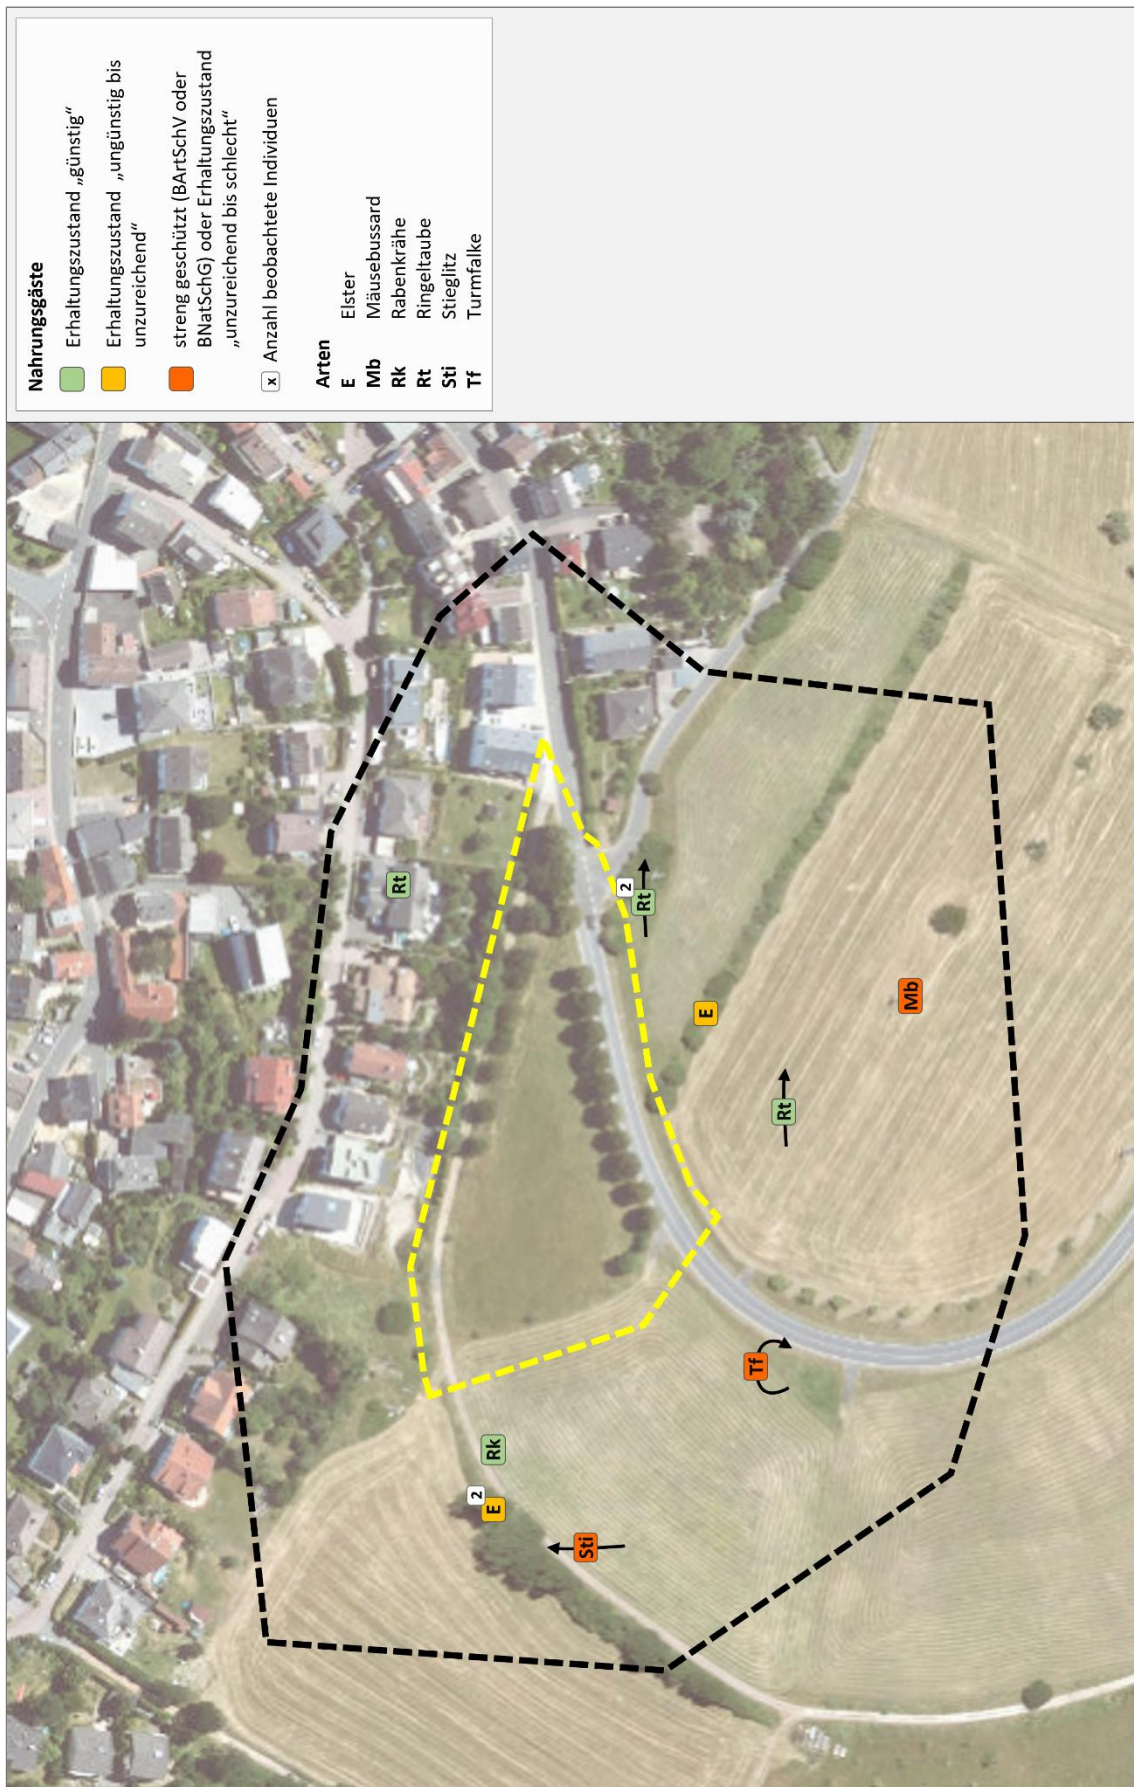 Nahrungsgäste
Erhaltungszustand „günstig“
Erhaltungszustand „ungünstig bis
unzureichend“
streng geschützt (BArtSchV oder
BNatSchG) oder Erhaltungszustand
„unzureichend bis schlecht“
x Anzahl beobachtete Individuen
Arten
E Elster
Mb Mäusebussard
Rk Rabenkrähe
Rt Ringeltaube
Sti Stieglitz
Tf Turmfalke
Rt
2
Rk
E
2
Rt
Sti
E
Tf
Rt
Mb